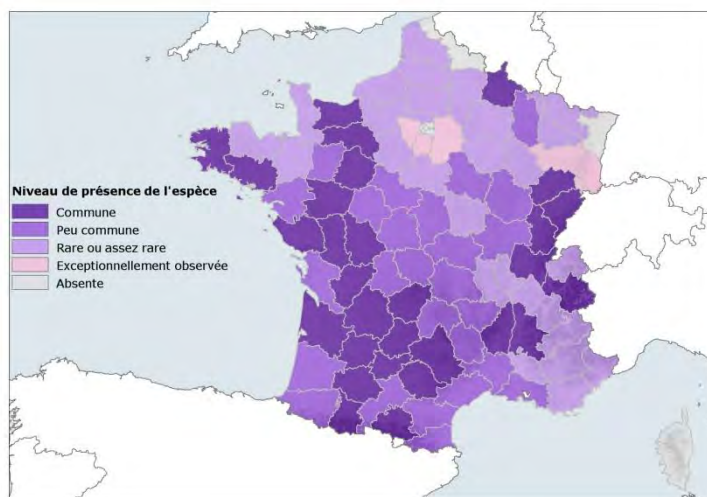 Niveau de présence de l'espèce
Commune
Peu commune
Rare ou assez rare
Exceptionnellement observée
Absente